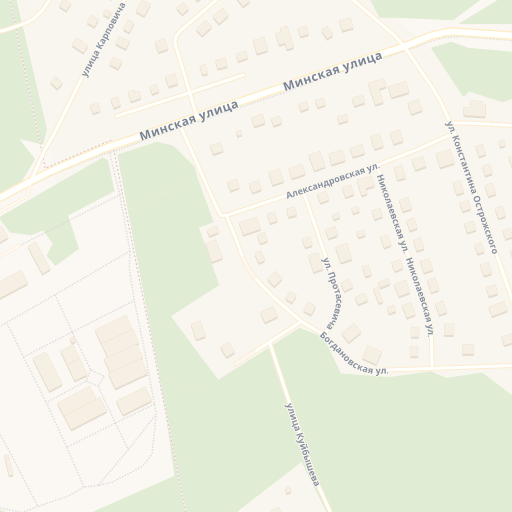 улица Карповича
Минская улица
Минская улица
ул. Константина Острожского
Александровская ул.
Николаевская ул.
Николаевская ул.
ул. Протасевича
Богдановская ул.
улица Куйбышева